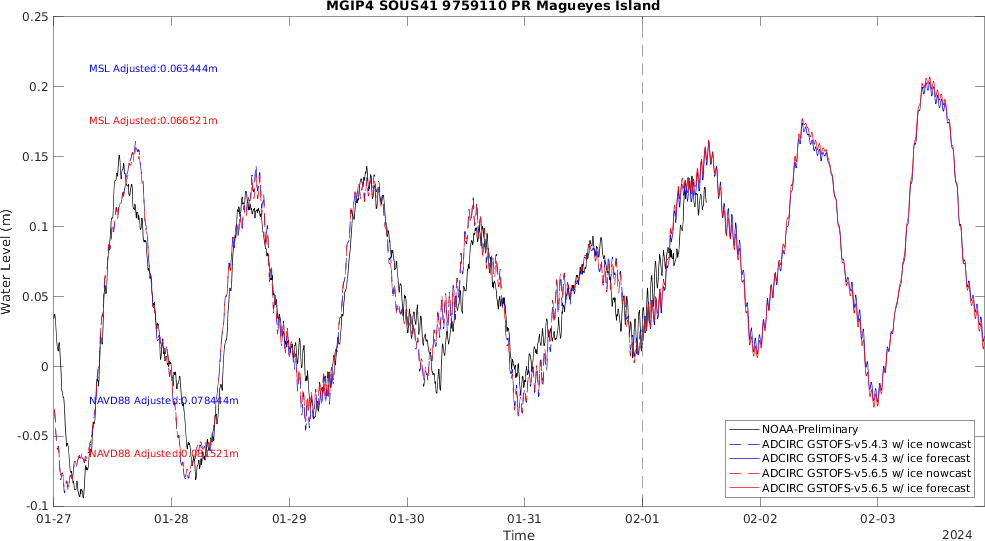 MGIP4 SOUS41 9759110 PR Magueyes Island
0.25
0.2
0.15
0.1
0.05
0
-0.05
-0.1
Water Level (m)
MSL Adjusted:0.063444m
MSL Adjusted:0.066521m
NAVD88 Adjusted:0.078444m
NAVD88 Adjusted:0.081521m
NOAA-Preliminary
ADCIRC GSTOFS-v5.4.3 w/ ice nowcast
ADCIRC GSTOFS-v5.4.3 w/ ice forecast
ADCIRC GSTOFS-v5.6.5 w/ ice nowcast
ADCIRC GSTOFS-v5.6.5 w/ ice forecast
01-27 01-28 01-29 01-30 01-31 02-01 02-02 02-03
Time
2024